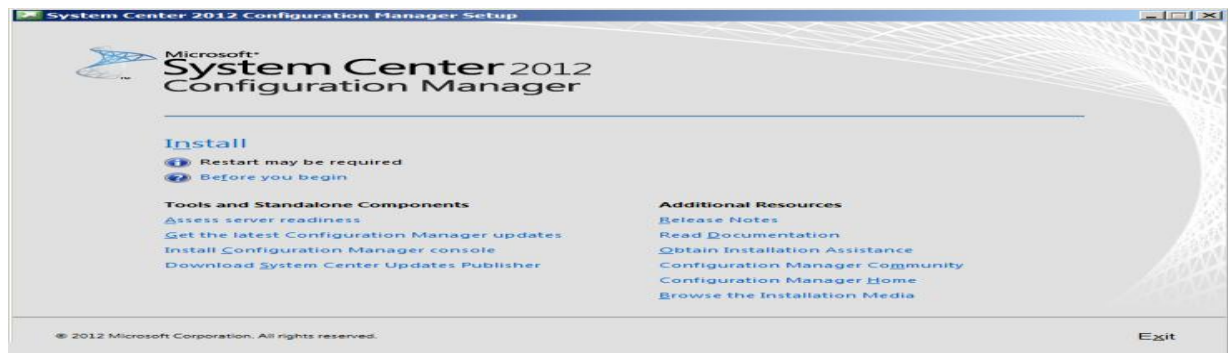 System Center 2012 Configuration Manager Setup
Microsoft®
System Center 2012
Configuration Manager
Install
Restart may be required
Before you begin
Tools and Standalone Components
Assess server readiness
Get the latest Configuration Manager updates
Install Configuration Manager console
Download System Center Updates Publisher
Additional Resources
Release Notes
Read Documentation
Obtain Installation Assistance
Configuration Manager Community
Configuration Manager Home
Browse the Installation Media
© 2012 Microsoft Corporation. All rights reserved.
Exit